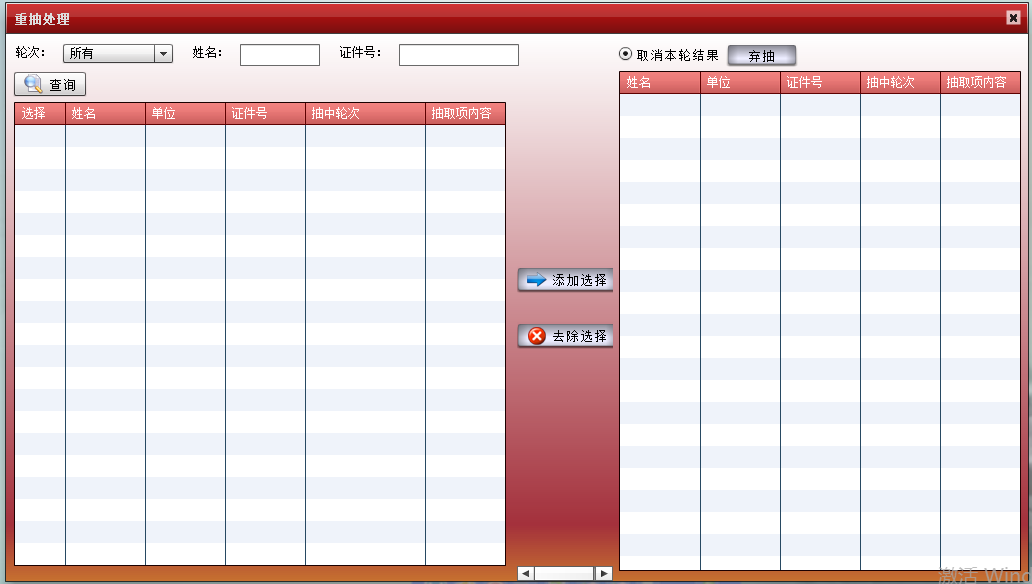 重抽处理
轮次： 所有 姓名： 证件号：
查询
选择 姓名 单位 证件号 抽中轮次 抽取项内容
添加选择
去除选择
取消本轮结果 弃抽
姓名 单位 证件号 抽中轮次 抽取项内容
激活 Wind